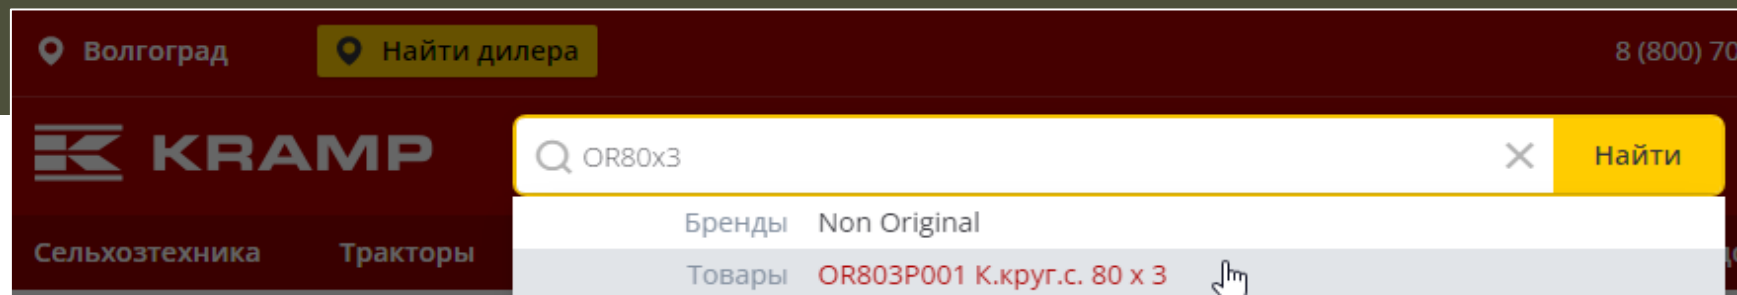 Волгоград Найти дилера 8 (800) 70
KRAMP OR80x3 Найти
Бренды Non Original
Сельхозтехника Тракторы
Товары OR803P001 К.круг.с. 80 x 3